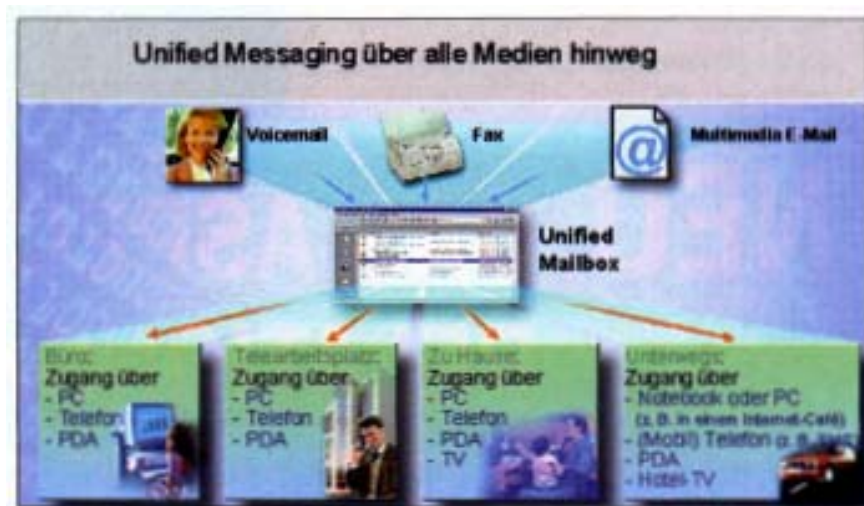 Unified Messaging über alle Medien hinweg
Voicemail
Fax
Multimedia E-Mail
@
Unified
Mailbox
Büro:
Zugang über
- PC
- Telefon
- PDA
Telearbeitsplatz:
Zugang über
- PC
- Telefon
- PDA
Zu Hause:
Zugang über
- PC
- Telefon
- PDA
- TV
Unterwegs:
Zugang über
- Notebook oder PC
(z. B. in einem Internet-Café)
- (Mobil) Telefon (z. B.
- PDA
- Hotel-TV